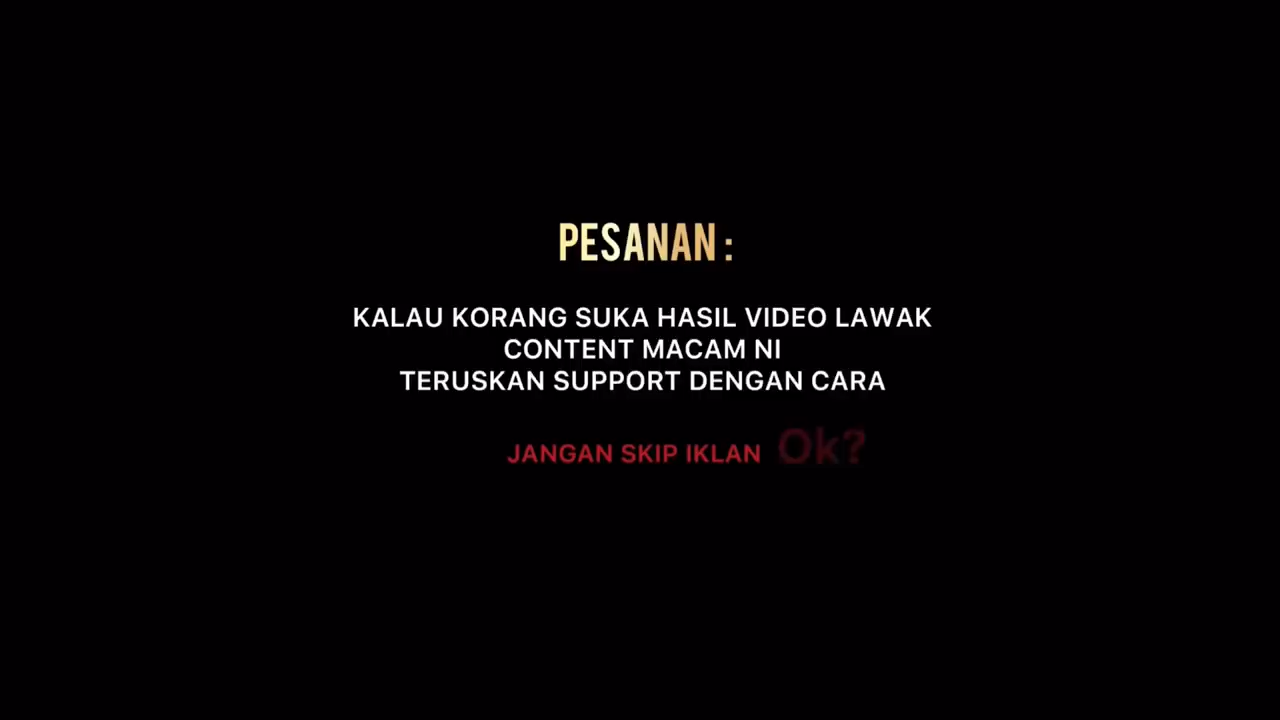 PESANAN :
KALAU KORANG SUKA HASIL VIDEO LAWAK
CONTENT MACAM NI
TERUSKAN SUPPORT DENGAN CARA
JANGAN SKIP IKLAN Ok?